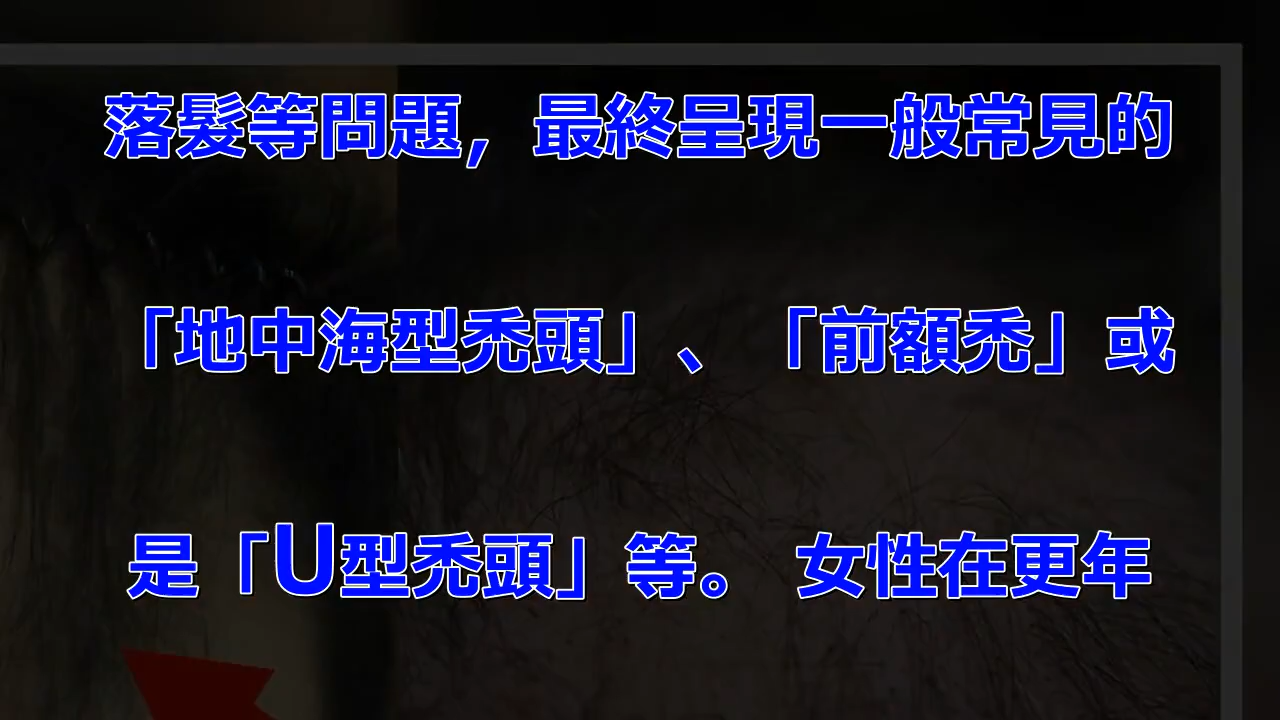 落髮等問題，最終呈現一般常見的
「地中海型禿頭」、「前額禿」或
是「U型禿頭」等。 女性在更年